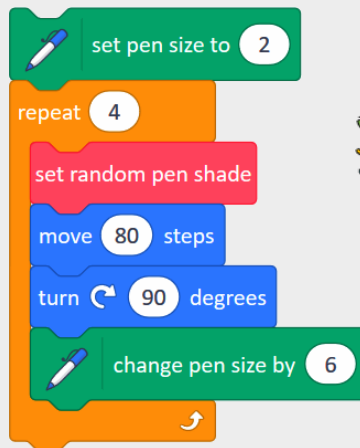 set pen size to 2
repeat 4
set random pen shade
move 80 steps
turn 90 degrees
change pen size by 6